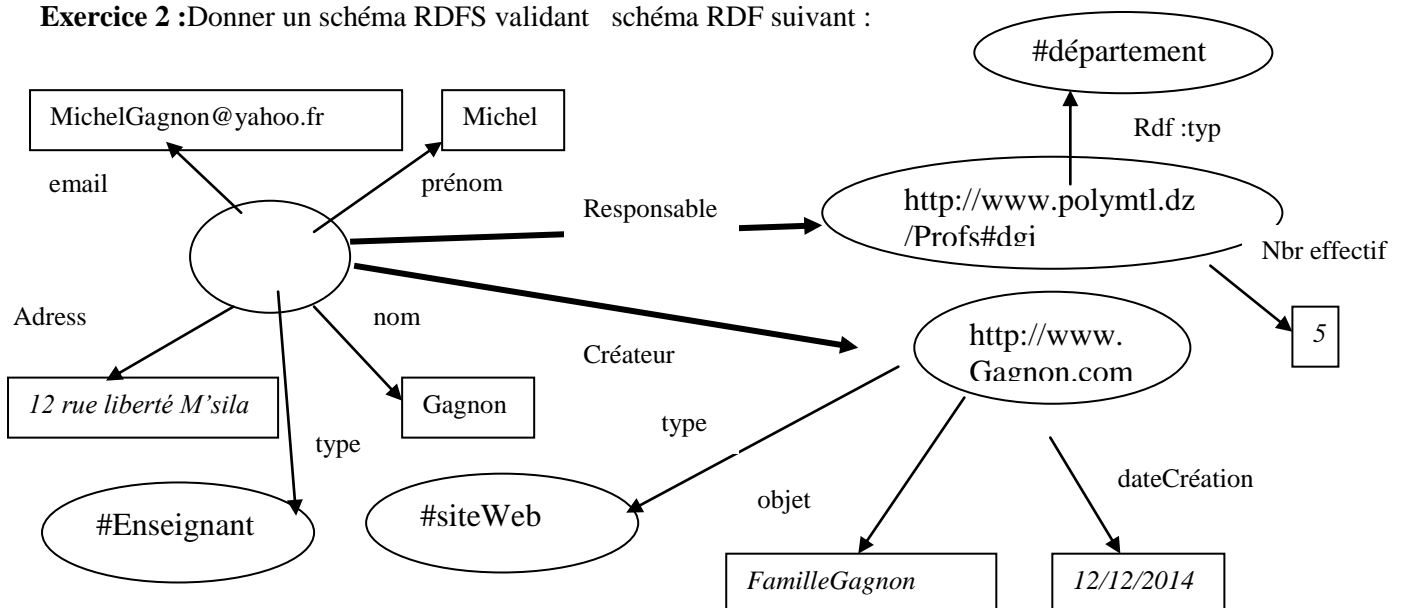 Exercice 2 :Donner un schéma RDFS validant schéma RDF suivant :
#département
MichelGagnon@yahoo.fr
Michel
Rdf :typ
email
prénom
Responsable
http://www.polymtl.dz
/Profs#dgi
Nbr effectif
Adress
nom
Créateur
http://www.
Gagnon.com
5
12 rue liberté M'sila
Gagnon
type
type
#Enseignant
#siteWeb
objet
dateCréation
FamilleGagnon
12/12/2014